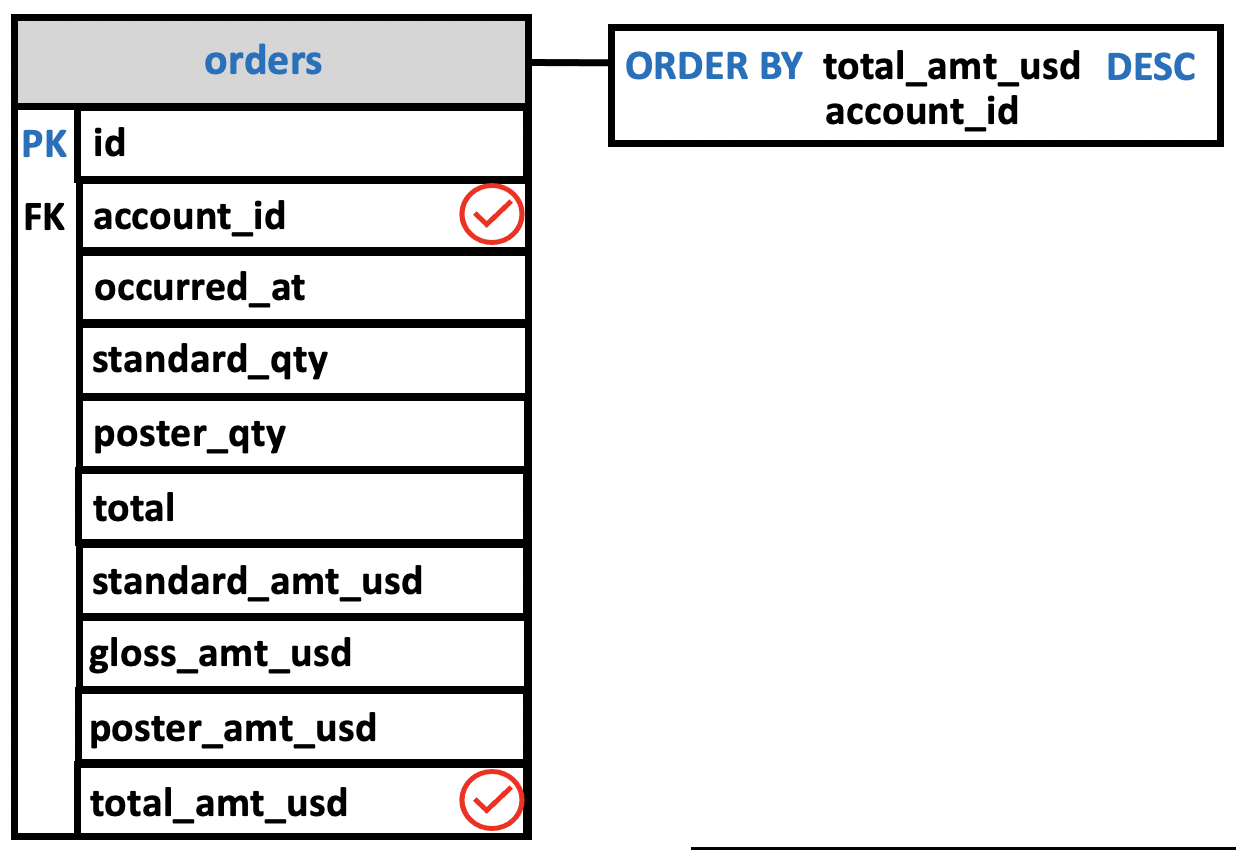 orders
ORDER BY total_amt_usd DESC
account_id
PK id
FK account_id
occurred_at
standard_qty
poster_qty
total
standard_amt_usd
gloss_amt_usd
poster_amt_usd
total_amt_usd